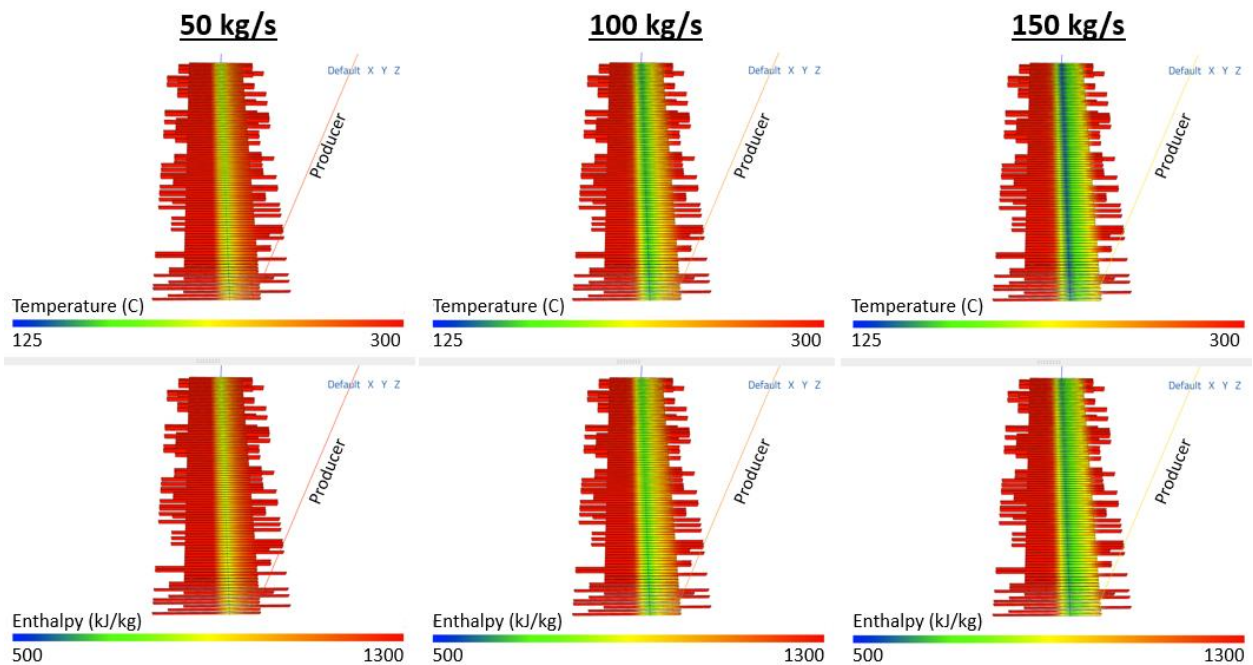 50 kg/s 100 kg/s 150 kg/s
Default X Y Z Default X Y Z Default X Y Z
Producer Producer Producer
Temperature (C) Temperature (C) Temperature (C)
125 300 125 300 125 300
Default X Y Z Default X Y Z Default X Y Z
Producer Producer Producer
Enthalpy (kJ/kg) Enthalpy (kJ/kg) Enthalpy (kJ/kg)
500 1300 500 1300 500 1300